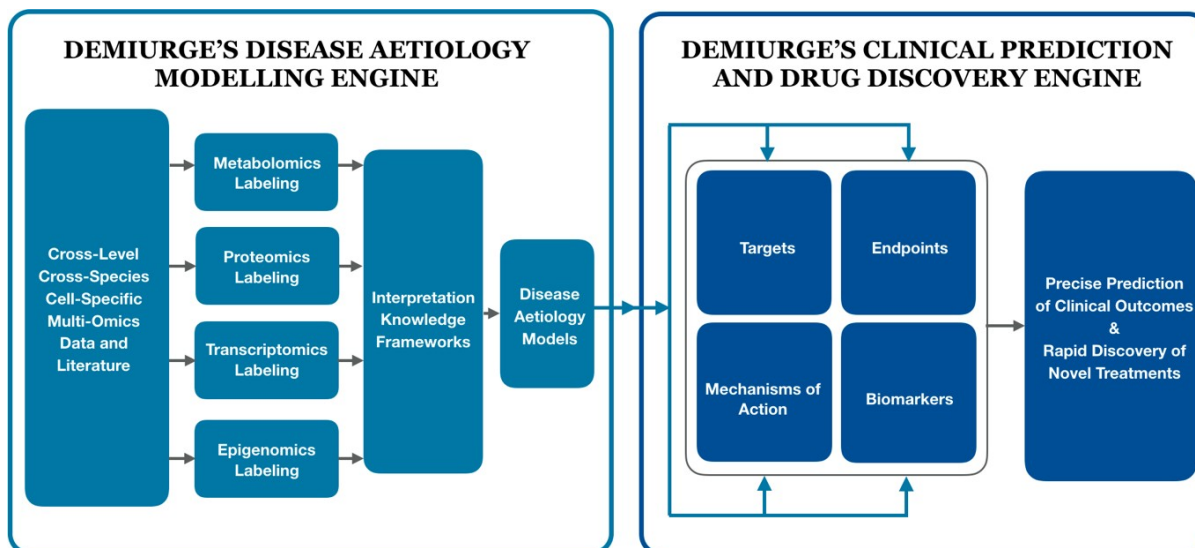 DEMIURGE'S DISEASE AETIOLOGY
MODELLING ENGINE
Cross-Level
Cross-Species
Cell-Specific
Multi-Omics
Data and
Literature
Metabolomics
Labeling
Proteomics
Labeling
Transcriptomics
Labeling
Epigenomics
Labeling
Interpretation
Knowledge
Frameworks
Disease
Aetiology
Models
DEMIURGE'S CLINICAL PREDICTION
AND DRUG DISCOVERY ENGINE
Targets
Endpoints
Mechanisms of
Action
Biomarkers
Precise Prediction
of Clinical Outcomes
&
Rapid Discovery of
Novel Treatments